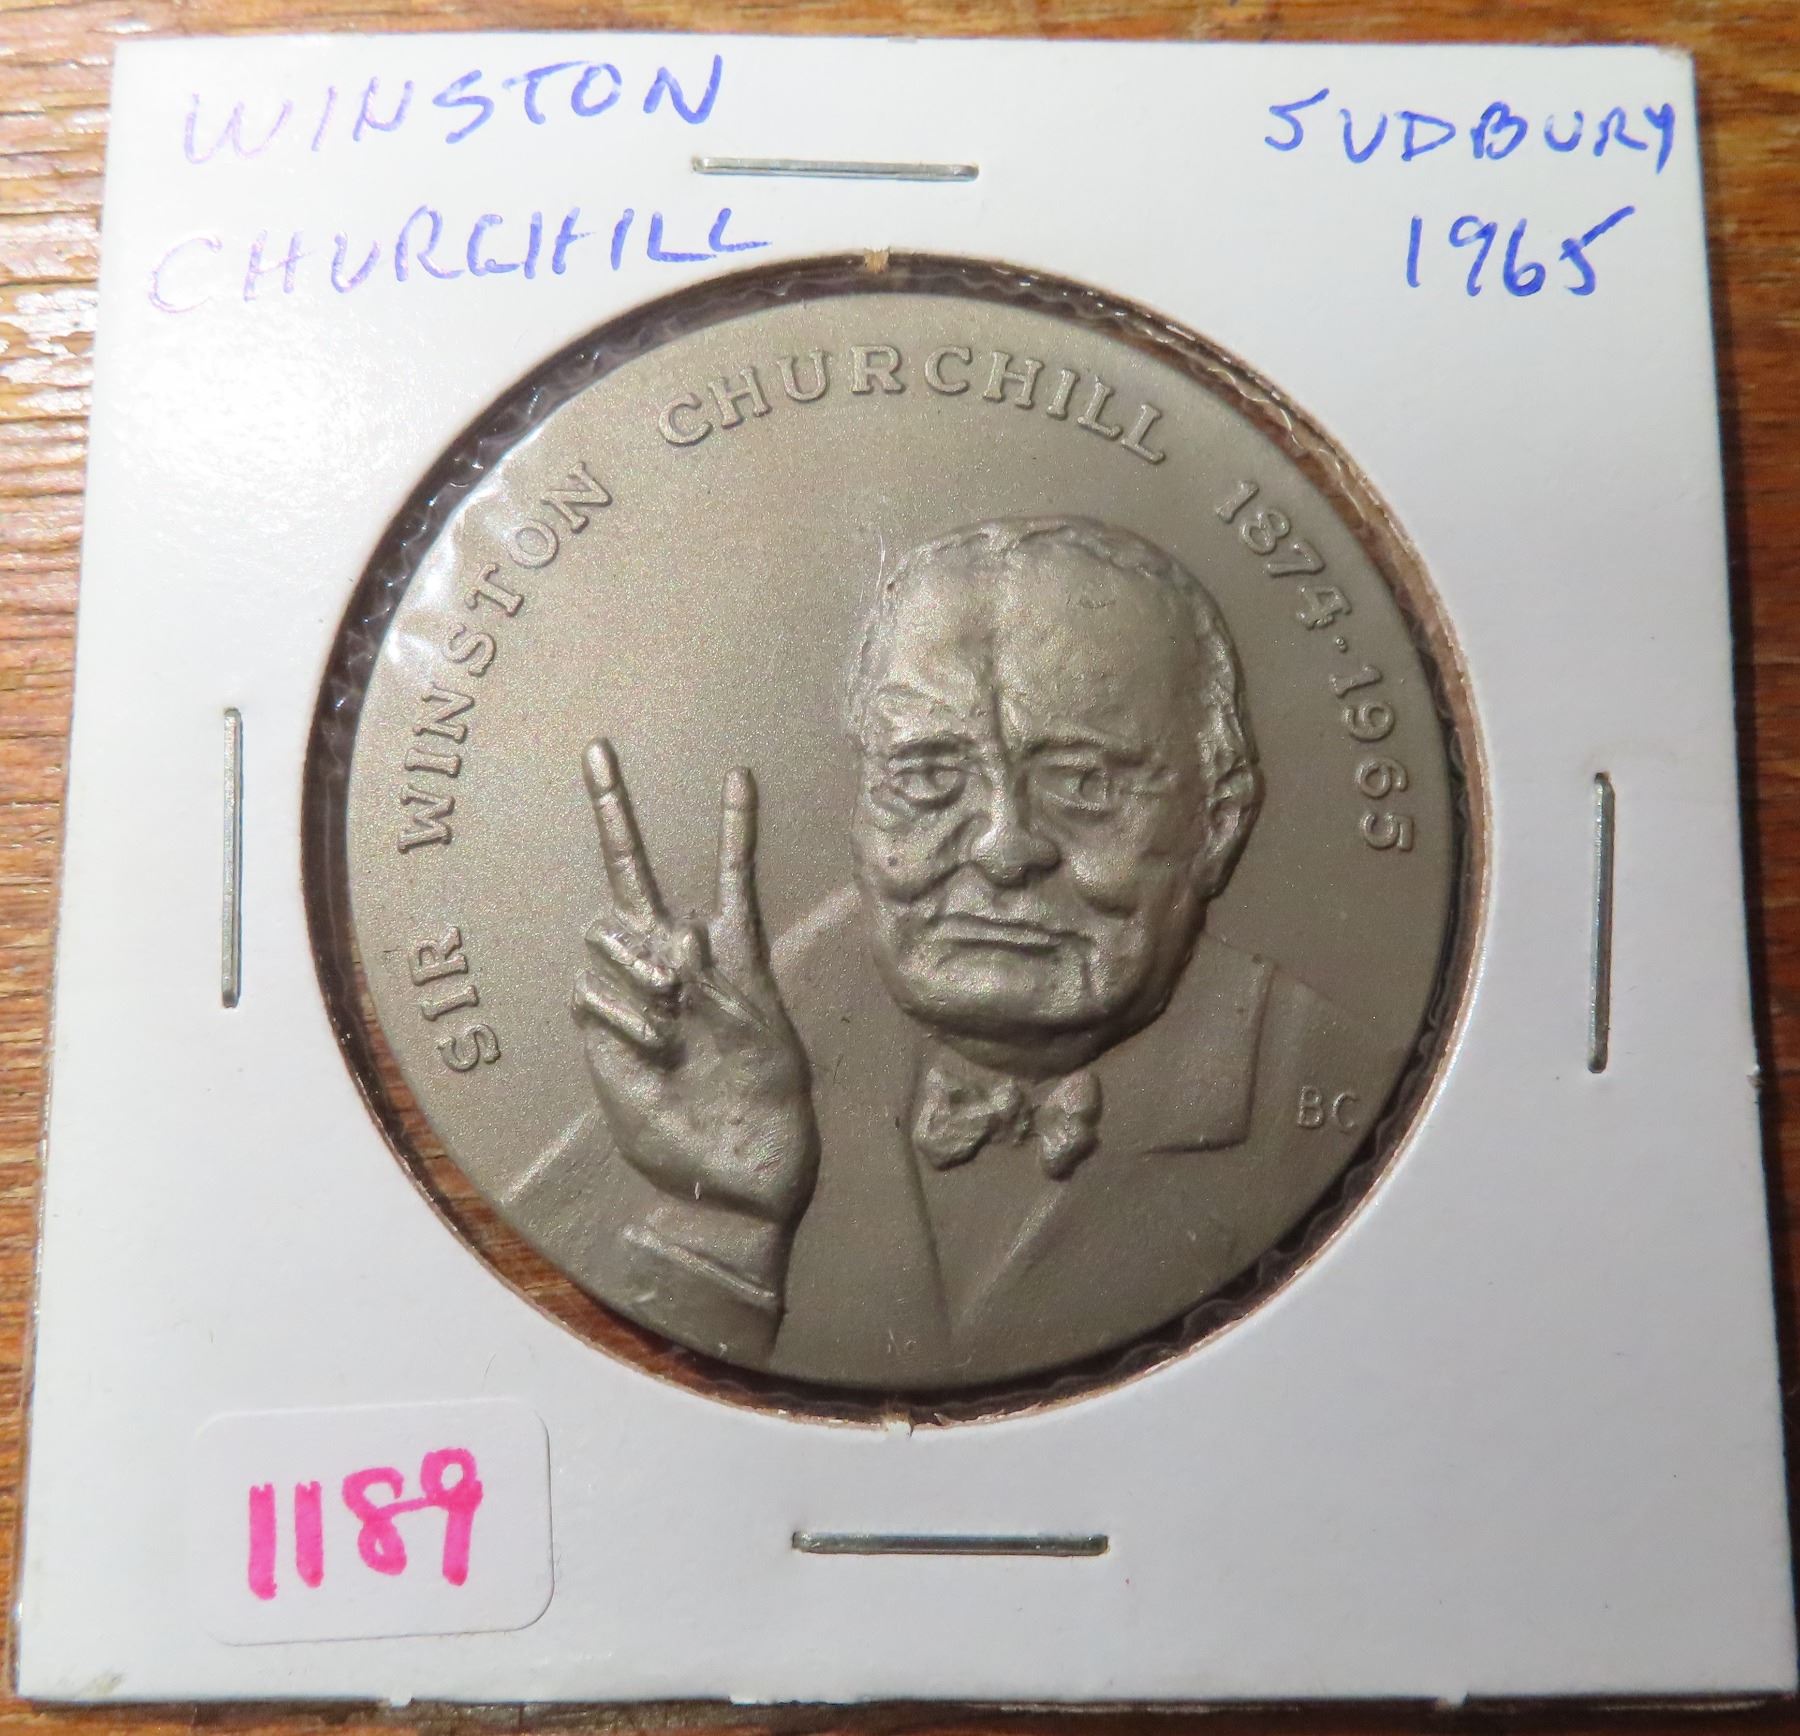 WINSTON
CHURCHILL
SUDBURY
1965
SIR WINSTON CHURCHILL 1874·1965
BC
1189